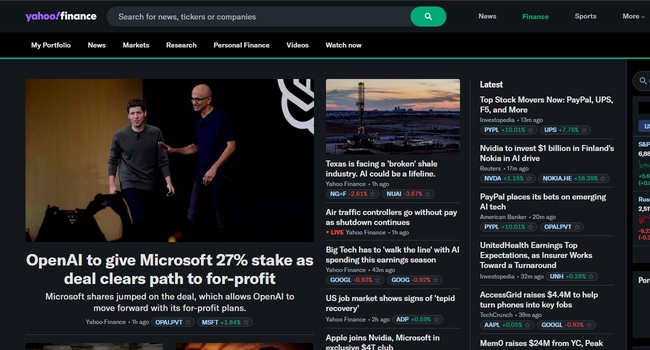 yahoo!finance
Search for news, tickers or companies
News
Finance
Sports
More
My Portfolio
News
Markets
Research
Personal Finance
Videos
Watch now
OpenAI to give Microsoft 27% stake as
deal clears path to for-profit
Microsoft shares jumped on the deal, which allows OpenAI to
move forward with its for-profit plans.
Yahoo Finance • 1h ago OPAI.PVT MSFT +1.84%
Texas is facing a 'broken' shale
industry. AI could be a lifeline.
Yahoo Finance • 1h ago
NG=F -2.61% NUAI -3.67%
Air traffic controllers go without pay
as shutdown continues
• LIVE Yahoo Finance • 1h ago
Big Tech has to 'walk the line' with AI
spending this earnings season
Yahoo Finance • 43m ago
GOOGL -0.93% GOOG -0.92%
US job market shows signs of 'tepid
recovery'
Yahoo Finance • 2h ago ADP +0.59%
Apple joins Nvidia, Microsoft in
exclusive $4T club
Latest
Top Stock Movers Now: PayPal, UPS,
F5, and More
Investopedia • 13m ago
PYPL +10.01% UPS +7.76%
Nvidia to invest $1 billion in Finland's
Nokia in AI drive
Reuters • 17m ago
NVDA +1.15% NOKIA.HE +16.39%
PayPal places its bets on emerging
AI tech
American Banker • 20m ago
PYPL +10.01% OPAI.PVT
UnitedHealth Earnings Top
Expectations, as Insurer Works
Toward a Turnaround
Investopedia • 32m ago UNH +0.38%
AccessGrid raises $4.4M to help
turn phones into key fobs
TechCrunch • 39m ago
AAPL +0.05% GOOGL -0.93%
Mem0 raises $24M from YC, Peak